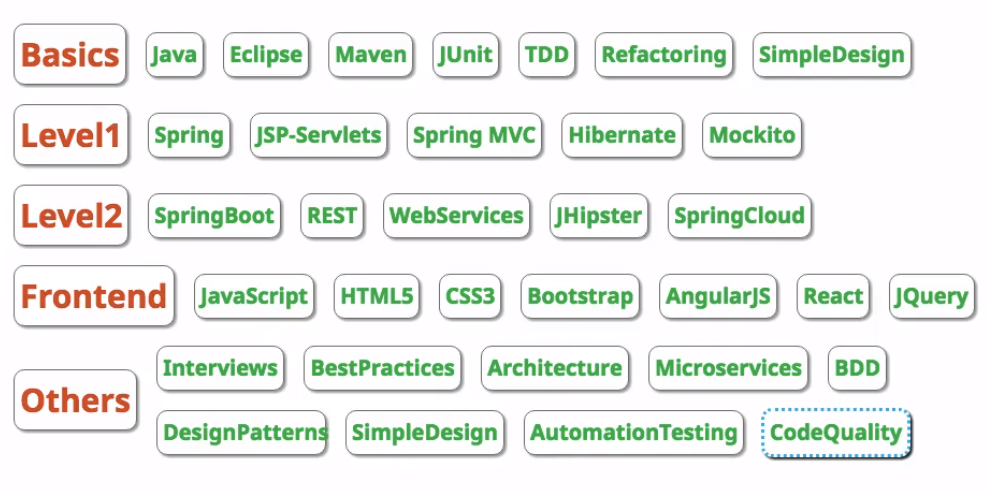 Basics Java Eclipse Maven JUnit TDD Refactoring SimpleDesign
Level1 Spring JSP-Servlets Spring MVC Hibernate Mockito
Level2 SpringBoot REST WebServices JHipster SpringCloud
Frontend JavaScript HTML5 CSS3 Bootstrap AngularJS React JQuery
Others
Interviews BestPractices Architecture Microservices BDD
DesignPatterns SimpleDesign AutomationTesting CodeQuality